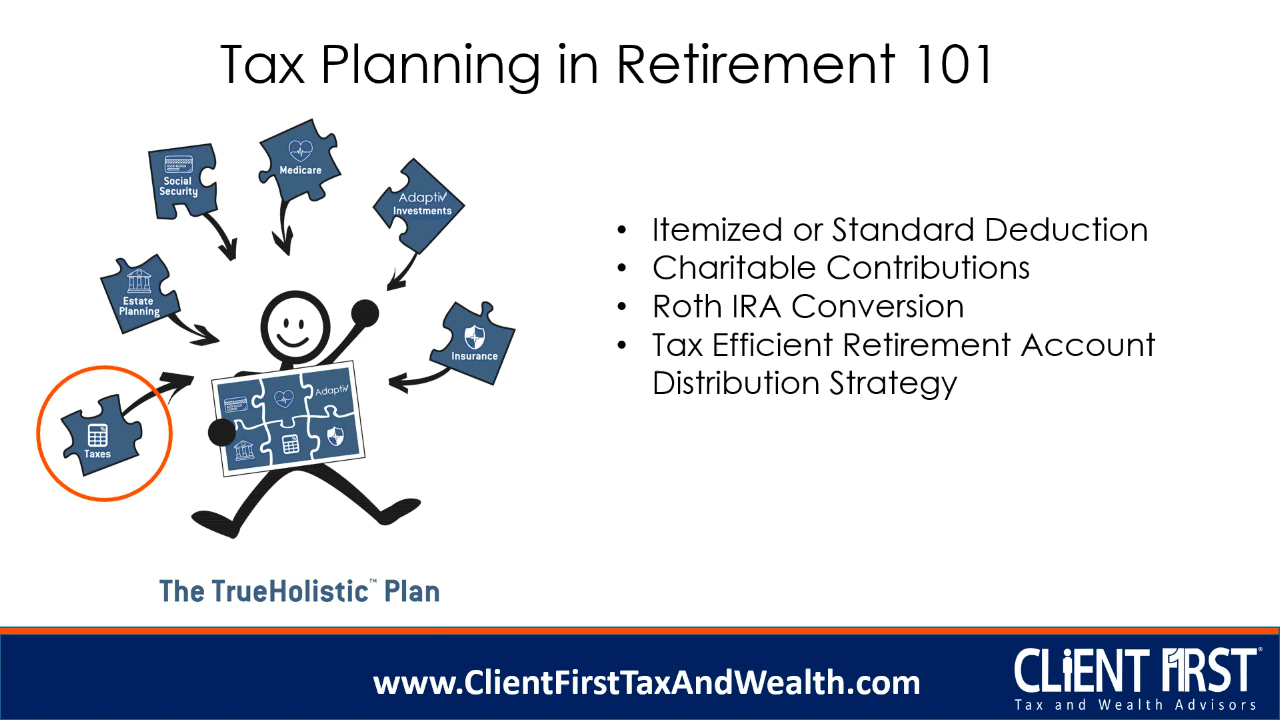 Tax Planning in Retirement 101
Social
Security
Medicare
Adaptiv
Investments
Estate
Planning
Insurance
Taxes
Adaptiv
• Itemized or Standard Deduction
• Charitable Contributions
• Roth IRA Conversion
• Tax Efficient Retirement Account
Distribution Strategy
The TrueHolistic™ Plan
www.ClientFirstTaxAndWealth.com
CLiENT FIRST®
Tax and Wealth Advisors